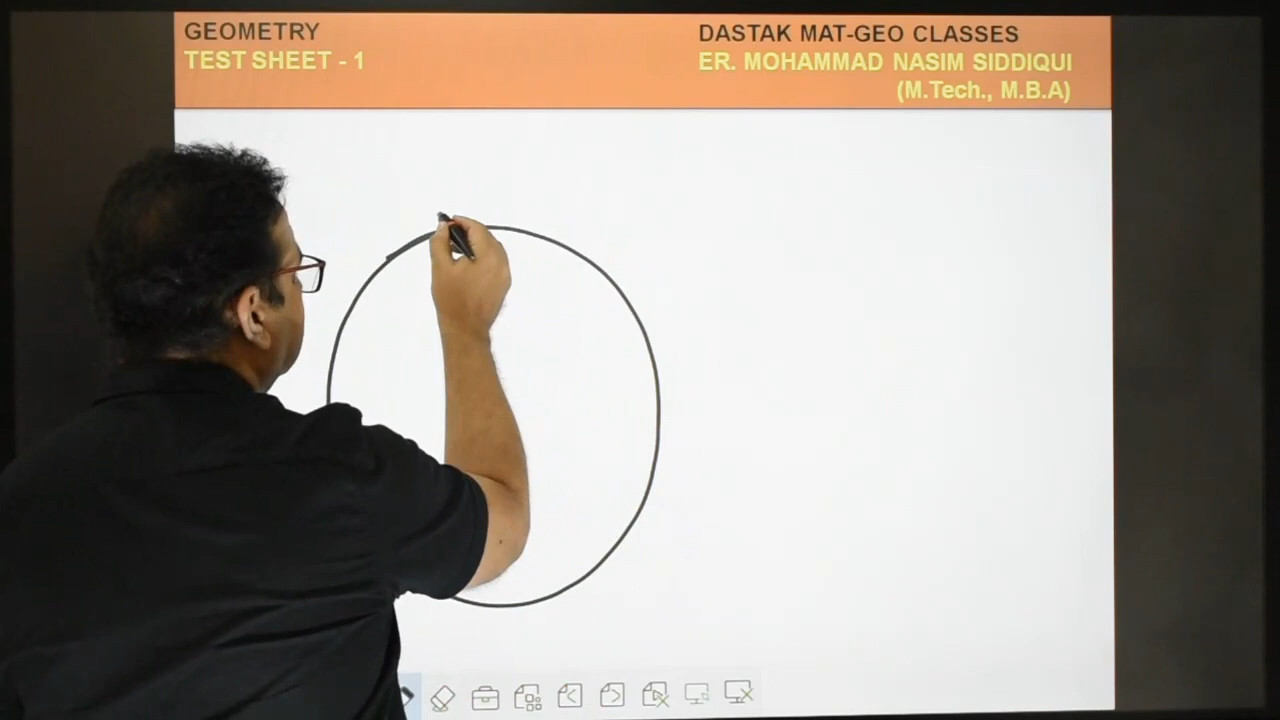 GEOMETRY
TEST SHEET - 1
DASTAK MAT-GEO CLASSES
ER. MOHAMMAD NASIM SIDDIQUI
(M.Tech., M.B.A)